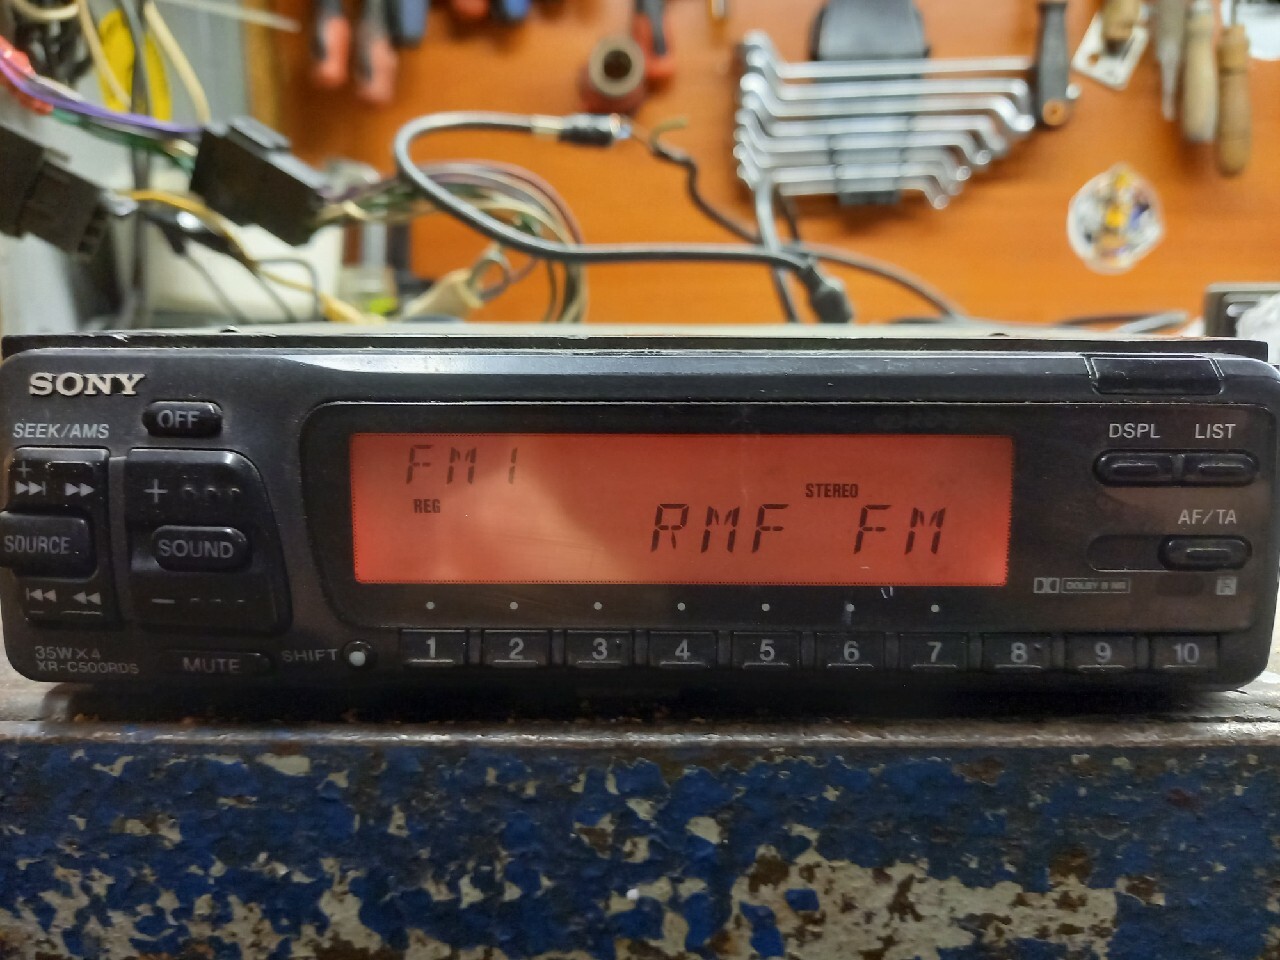 SONY
OFF
SEEK/AMS
DSPL LIST
FM1
REG
STEREO
RMF FM
AF/TA
SOURCE
SOUND
DOLBY B NR
35W×4
XR-C500RDS
MUTE
SHIFT
1 2 3 4 5 6 7 8 9 10